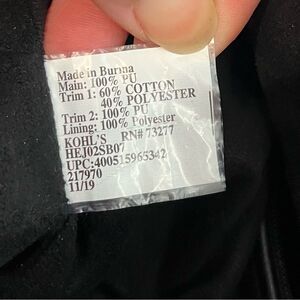 Made in Burma
Main: 100% PU
Trim 1: 60% COTTON
40% POLYESTER
Trim 2: 100% PU
Lining: 100% Polyester
KOHL'S RN# 73277
HEJ02SB07
UPC:400515965342
217970
11/19